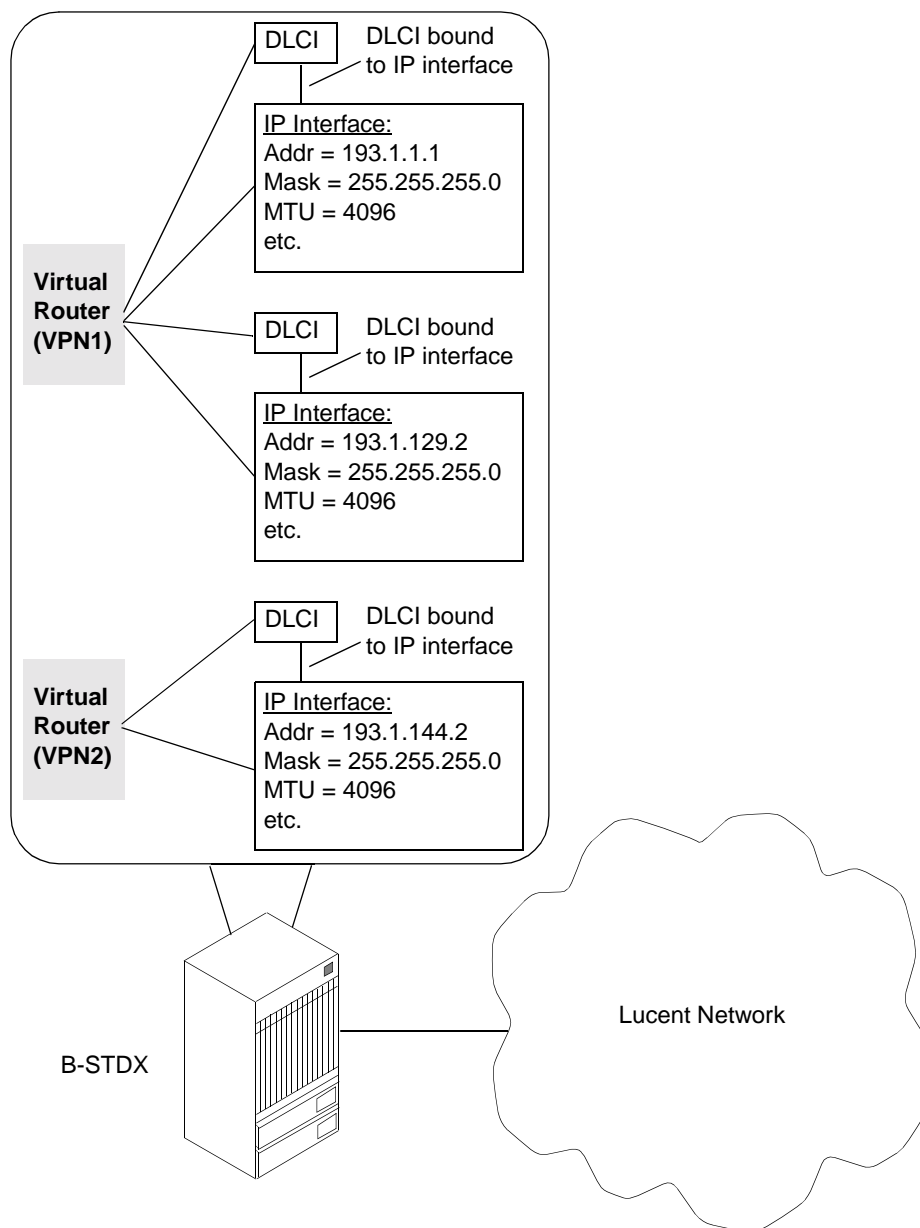 DLCI
DLCI bound
to IP interface
IP Interface:
Addr = 193.1.1.1
Mask = 255.255.255.0
MTU = 4096
etc.
Virtual
Router
(VPN1)
DLCI
DLCI bound
to IP interface
IP Interface:
Addr = 193.1.129.2
Mask = 255.255.255.0
MTU = 4096
etc.
DLCI
DLCI bound
to IP interface
Virtual
Router
(VPN2)
IP Interface:
Addr = 193.1.144.2
Mask = 255.255.255.0
MTU = 4096
etc.
Lucent Network
B-STDX